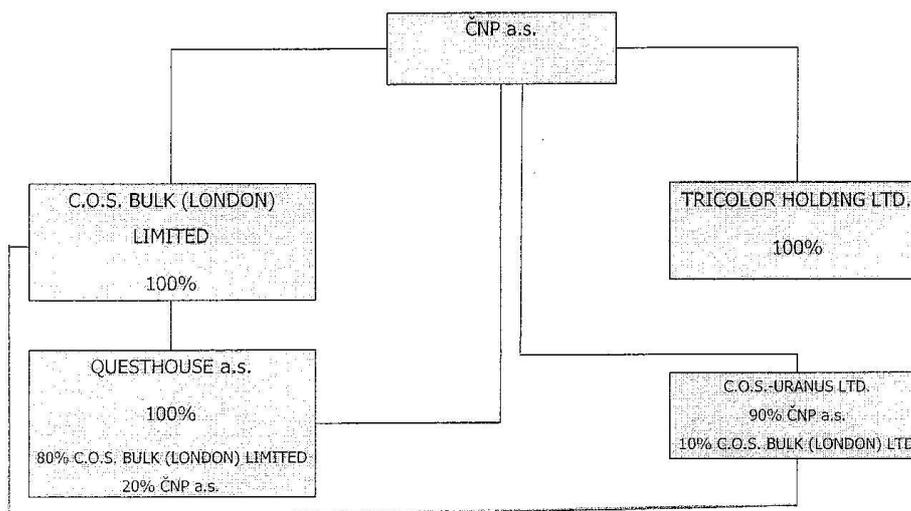 ČNP a.s.
C.O.S. BULK (LONDON)
LIMITED
100%
TRICOLOR HOLDING LTD.
100%
QUESTHOUSE a.s.
100%
80% C.O.S. BULK (LONDON) LIMITED
20% ČNP a.s.
C.O.S.-URANUS LTD.
90% ČNP a.s.
10% C.O.S. BULK (LONDON) LTD